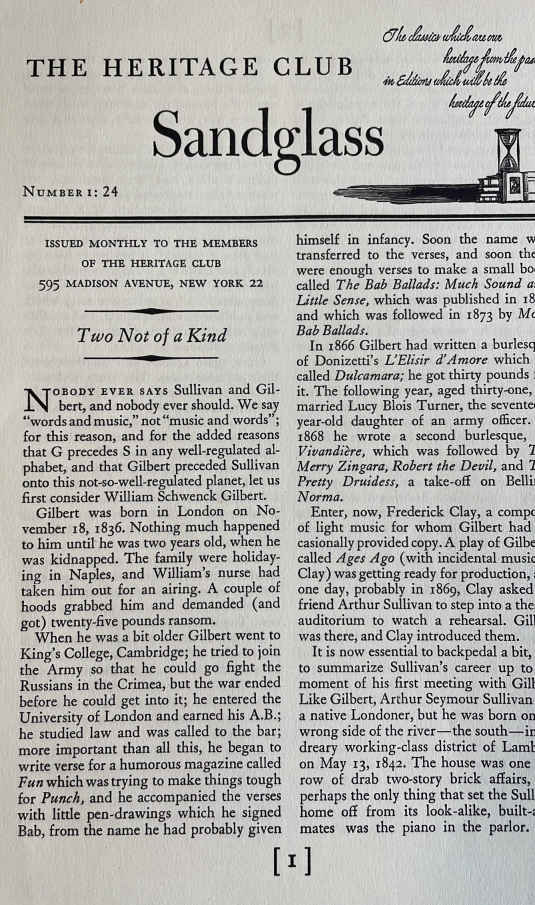 The classics which are our
heritage from the
in Editions which will be the
heritage of the
THE HERITAGE CLUB
Sandglass
NUMBER I: 24
ISSUED MONTHLY TO THE MEMBERS
OF THE HERITAGE CLUB
595 MADISON AVENUE, NEW YORK 22
Two Not of a Kind
NOBODY EVER SAYS Sullivan and Gil-
bert, and nobody ever should. We say
“words and music,” not “music and words”;
for this reason, and for the added reasons
that G precedes S in any well-regulated al-
phabet, and that Gilbert preceded Sullivan
onto this not-so-well-regulated planet, let us
first consider William Schwenck Gilbert.
Gilbert was born in London on No-
vember 18, 1836. Nothing much happened
to him until he was two years old, when he
was kidnapped. The family were holiday-
ing in Naples, and William's nurse had
taken him out for an airing. A couple of
hoods grabbed him and demanded (and
got) twenty-five pounds ransom.
When he was a bit older Gilbert went to
King's College, Cambridge; he tried to join
the Army so that he could go fight the
Russians in the Crimea, but the war ended
before he could get into it; he entered the
University of London and earned his A.B.;
he studied law and was called to the bar;
more important than all this, he began to
write verse for a humorous magazine called
Fun which was trying to make things tough
for Punch, and he accompanied the verses
with little pen-drawings which he signed
Bab, from the name he had probably given
himself in infancy. Soon the name
transferred to the verses, and soon
were enough verses to make a small
called The Bab Ballads: Much Sound
Little Sense, which was published in
and which was followed in 1873 by
Bab Ballads.
In 1866 Gilbert had written a
of Donizetti's L'Elisir d'Amore which
called Dulcamara; he got thirty pounds
it. The following year, aged thirty-one,
married Lucy Blois Turner, the
year-old daughter of an army officer.
1868 he wrote a second burlesque,
Vivandière, which was followed by
Merry Zingara, Robert the Devil, and
Pretty Druidess, a take-off on
Norma.
Enter, now, Frederick Clay, a
of light music for whom Gilbert had
casionally provided copy. A play of
called Ages Ago (with incidental
Clay) was getting ready for production,
one day, probably in 1869, Clay asked
friend Arthur Sullivan to step into a
auditorium to watch a rehearsal.
was there, and Clay introduced them.
It is now essential to backpedal a bit,
to summarize Sullivan's career up to
moment of his first meeting with
Like Gilbert, Arthur Seymour Sullivan
a native Londoner, but he was born on
wrong side of the river—the south—
dreary working-class district of
on May 13, 1842. The house was one
row of drab two-story brick affairs,
perhaps the only thing that set the
home off from its look-alike,
mates was the piano in the parlor.
[1]